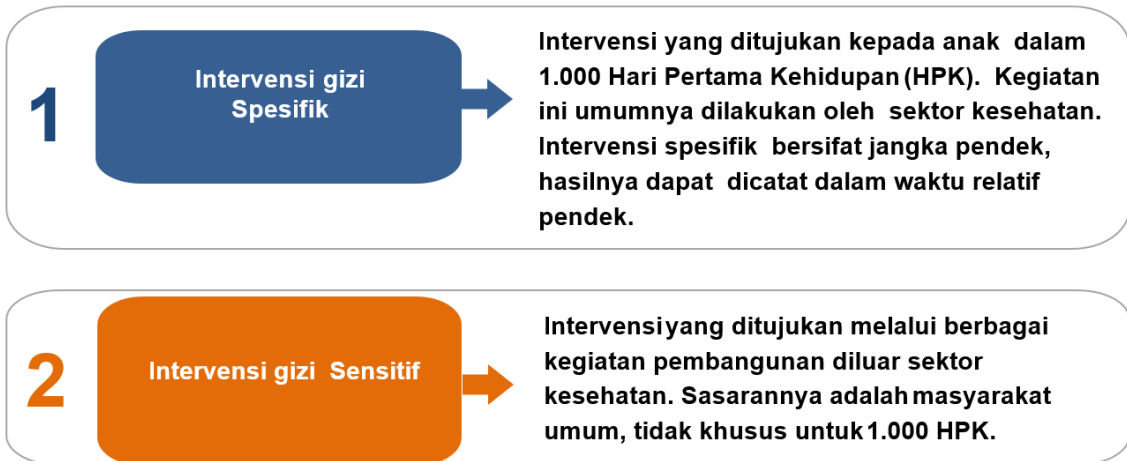 1
Intervensi gizi
Spesifik
Intervensi yang ditujukan kepada anak dalam
1.000 Hari Pertama Kehidupan (HPK). Kegiatan
ini umumnya dilakukan oleh sektor kesehatan.
Intervensi spesifik bersifat jangka pendek,
hasilnya dapat dicatat dalam waktu relatif
pendek.
2
Intervensi gizi Sensitif
Intervensiyang ditujukan melalui berbagai
kegiatan pembangunan diluar sektor
kesehatan. Sasarannya adalah masyarakat
umum, tidak khusus untuk 1.000 HPK.